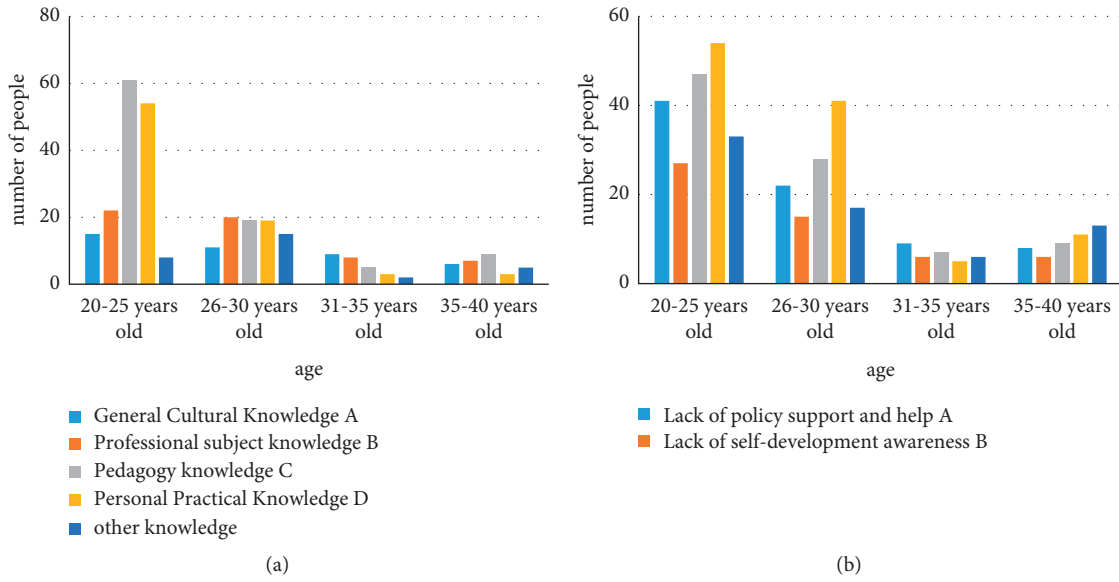 80
60
40
20
0
number of people
20-25 years
old
26-30 years
old
31-35 years
old
35-40 years
old
age
General Cultural Knowledge A
Professional subject knowledge B
Pedagogy knowledge C
Personal Practical Knowledge D
other knowledge
(a)
60
40
20
0
number of people
20-25 years
old
26-30 years
old
31-35 years
old
35-40 years
old
age
Lack of policy support and help A
Lack of self-development awareness B
(b)